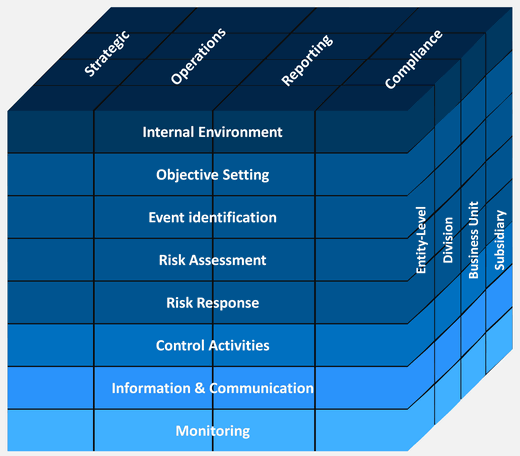 Strategic
Operations
Reporting
Compliance
Internal Environment
Objective Setting
Event identification
Risk Assessment
Risk Response
Control Activities
Information & Communication
Monitoring
Entity-Level
Division
Business Unit
Subsidiary